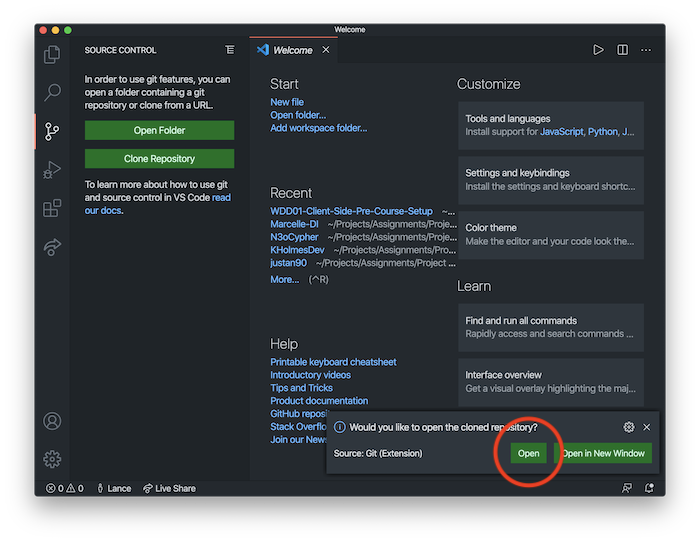 Welcome
SOURCE CONTROL
In order to use git features, you can
open a folder containing a git
repository or clone from a URL.
Open Folder
Clone Repository
To learn more about how to use git
and source control in VS Code read
our docs.
Welcome
Start
New file
Open folder...
Add workspace folder...
Recent
WDD01-Client-Side-Pre-Course-Setup ~...
Marcelle-DI ~/Projects/Assignments/Proje...
N3oCypher ~/Projects/Assignments/Proje...
KHolmesDev ~/Projects/Assignments/Pro...
justan90 ~/Projects/Assignments/Project ...
More... (^R)
Help
Printable keyboard cheatsheet
Introductory videos
Tips and Tricks
Product documentation
GitHub reposi
Stack Overflo
Join our News
Customize
Tools and languages
Install support for JavaScript, Python, J...
Settings and keybindings
Install the settings and keyboard shortc...
Color theme
Make the editor and your code look the...
Learn
Find and run all commands
Rapidly access and search commands ...
Interface overview
Get a visual overlay highlighting the maj...
Would you like to open the cloned repository?
Source: Git (Extension)
Open
Open in New Window
0 0 Lance Live Share